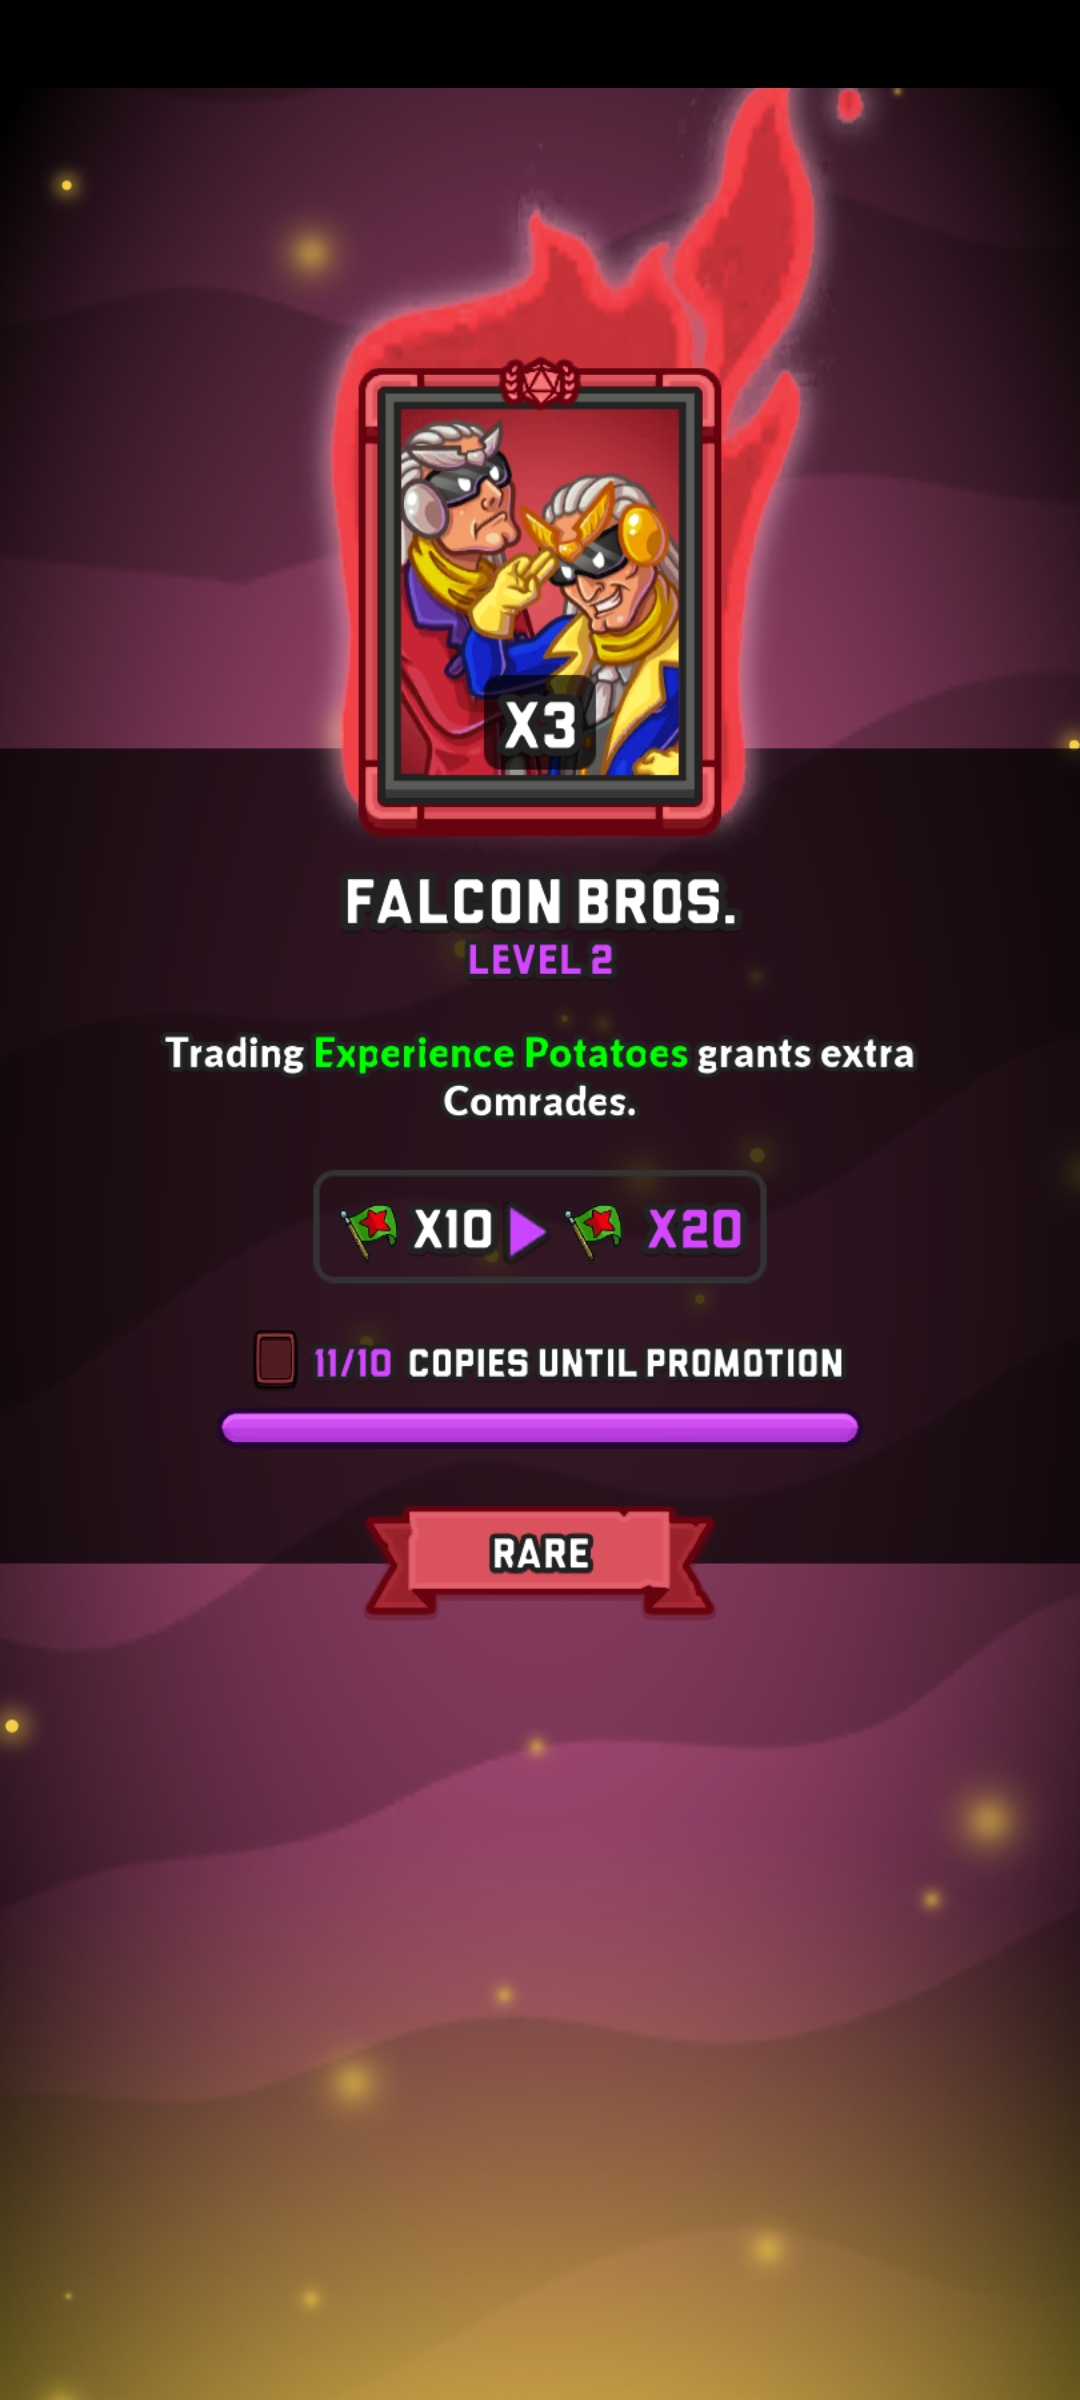 X3
FALCON BROS.
LEVEL 2
Trading Experience Potatoes grants extra
Comrades.
X10 X20
11/10 COPIES UNTIL PROMOTION
RARE